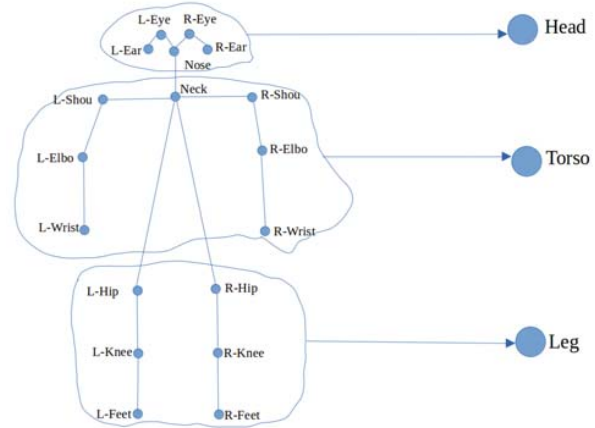 L-Eye
R-Eye
L-Ear
R-Ear
Nose
Head
L-Shou
Neck
R-Shou
L-Elbo
R-Elbo
Torso
L-Wrist
R-Wrist
L-Hip
R-Hip
L-Knee
R-Knee
Leg
L-Feet
R-Feet